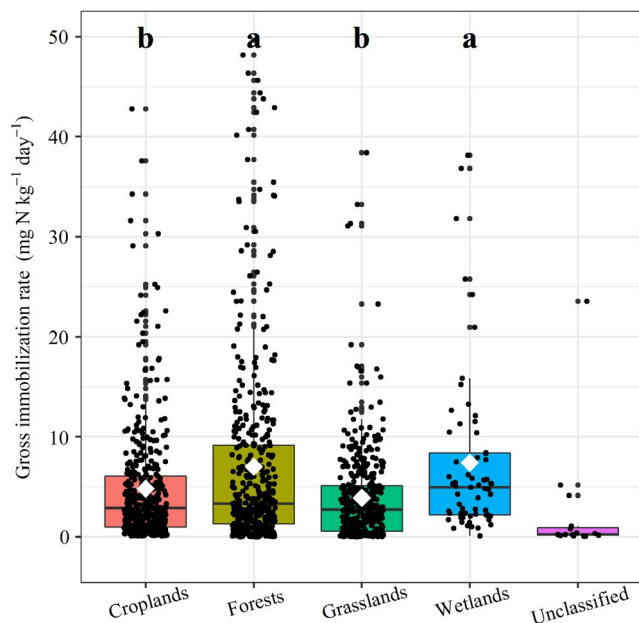 b a b a
50
40
30
20
10
0
Gross immobilization rate (mg N kg⁻¹ day⁻¹)
Croplands Forests Grasslands Wetlands Unclassified